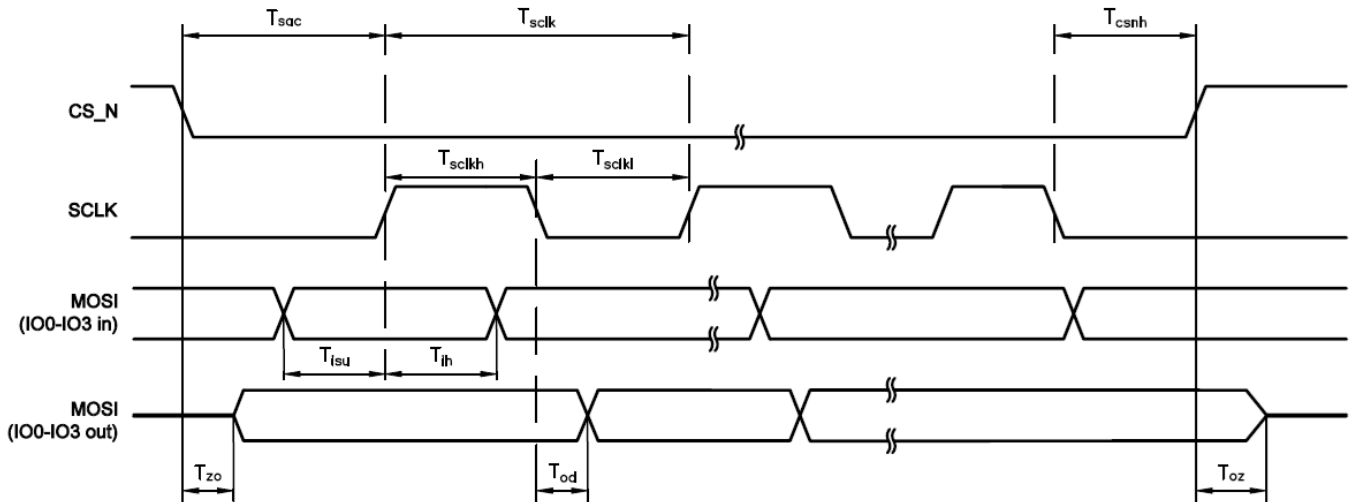 Tsac Tsclk Tcsnh
CS_N
Tsclkh Tsclkl
SCLK
MOSI
(IO0-IO3 in)
Tisu Tih
MOSI
(IO0-IO3 out)
Tzo Tod Toz